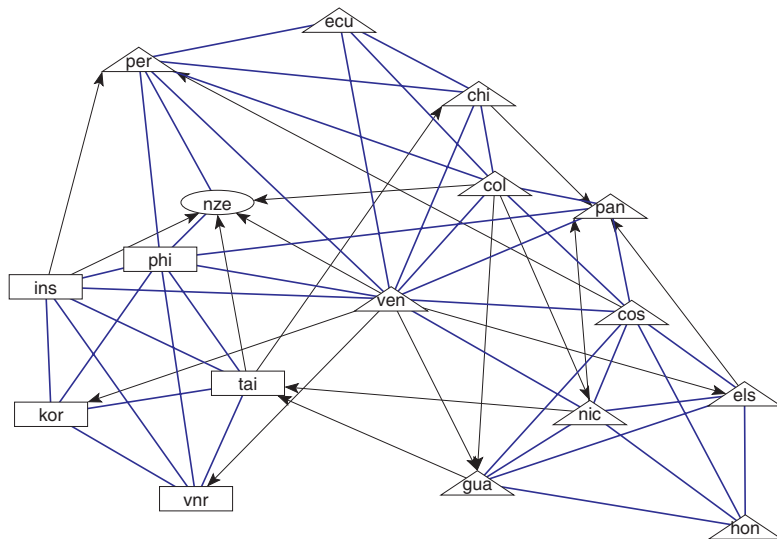 ecu
per
chi
col
nze
pan
phi
ins
ven
cos
tai
els
kor
nic
gua
vnr
hon